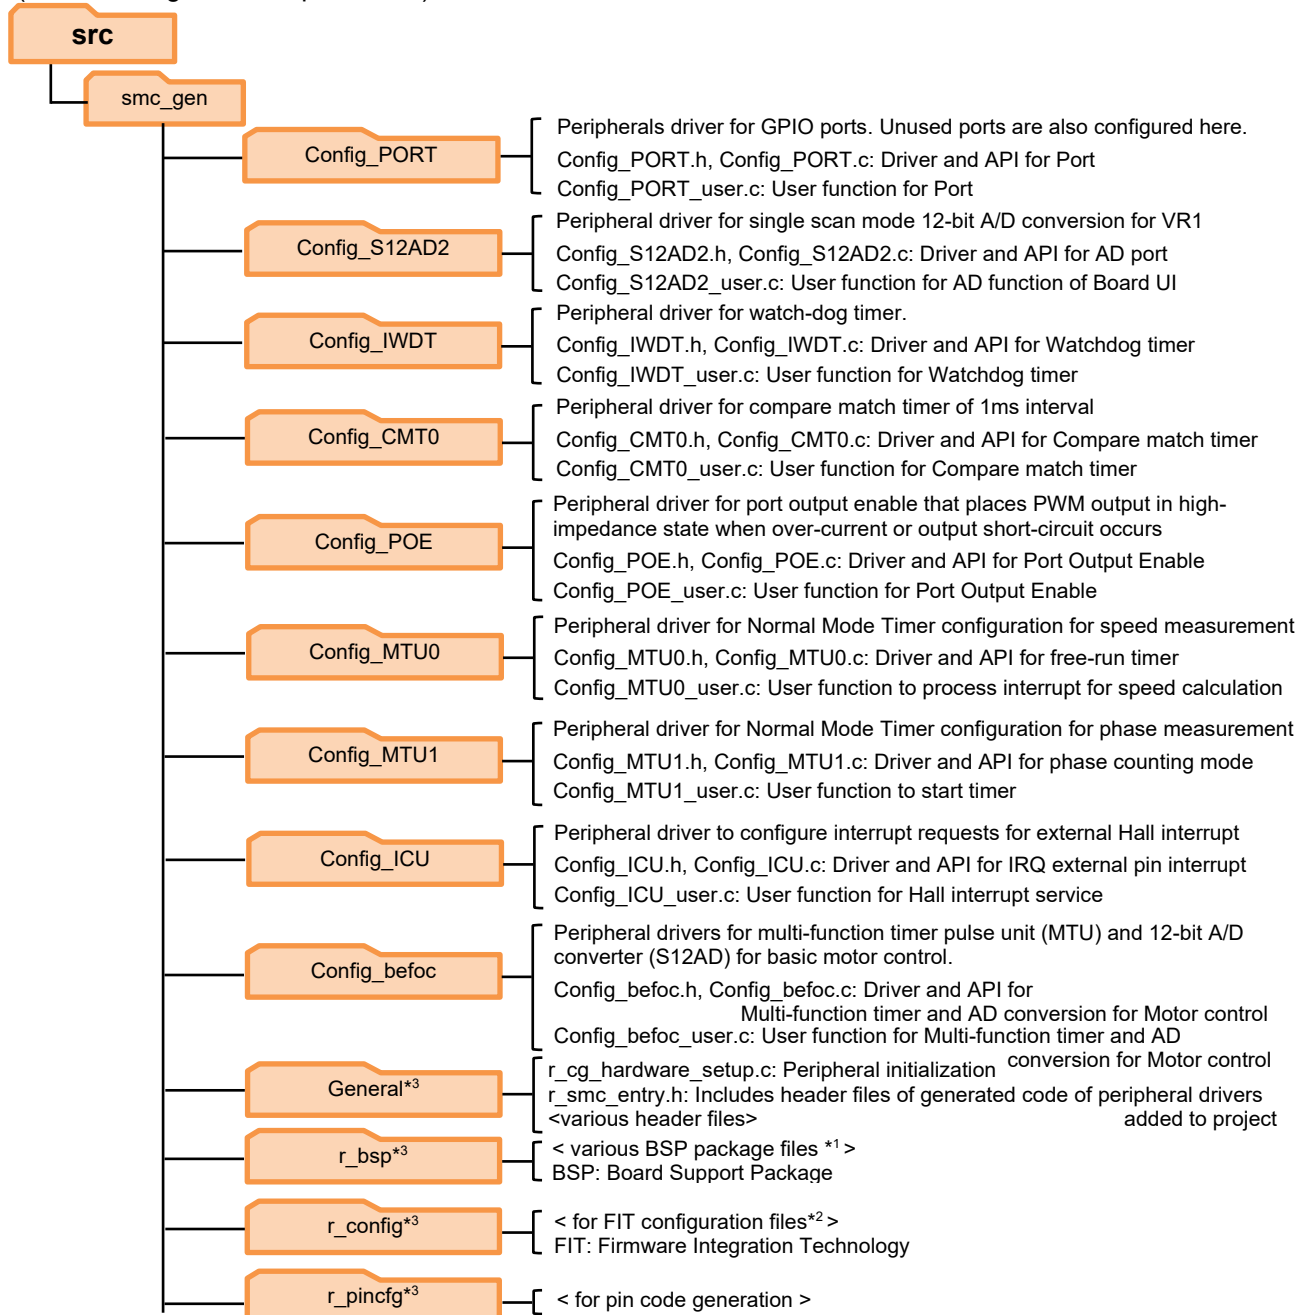 src
smc_gen
Config_PORT
Peripherals driver for GPIO ports. Unused ports are also configured here.
Config_PORT.h, Config_PORT.c: Driver and API for Port
Config_PORT_user.c: User function for Port
Config_S12AD2
Peripheral driver for single scan mode 12-bit A/D conversion for VR1
Config_S12AD2.h, Config_S12AD2.c: Driver and API for AD port
Config_S12AD2_user.c: User function for AD function of Board UI
Config_IWDT
Peripheral driver for watch-dog timer.
Config_IWDT.h, Config_IWDT.c: Driver and API for Watchdog timer
Config_IWDT_user.c: User function for Watchdog timer
Config_CMT0
Peripheral driver for compare match timer of 1ms interval
Config_CMT0.h, Config_CMT0.c: Driver and API for Compare match timer
Config_CMT0_user.c: User function for Compare match timer
Config_POE
Peripheral driver for port output enable that places PWM output in high-
impedance state when over-current or output short-circuit occurs
Config_POE.h, Config_POE.c: Driver and API for Port Output Enable
Config_POE_user.c: User function for Port Output Enable
Config_MTU0
Peripheral driver for Normal Mode Timer configuration for speed measurement
Config_MTU0.h, Config_MTU0.c: Driver and API for free-run timer
Config_MTU0_user.c: User function to process interrupt for speed calculation
Config_MTU1
Peripheral driver for Normal Mode Timer configuration for phase measurement
Config_MTU1.h, Config_MTU1.c: Driver and API for phase counting mode
Config_MTU1_user.c: User function to start timer
Config_ICU
Peripheral driver to configure interrupt requests for external Hall interrupt
Config_ICU.h, Config_ICU.c: Driver and API for IRQ external pin interrupt
Config_ICU_user.c: User function for Hall interrupt service
Config_befoc
Peripheral drivers for multi-function timer pulse unit (MTU) and 12-bit A/D
converter (S12AD) for basic motor control.
Config_befoc.h, Config_befoc.c: Driver and API for
Multi-function timer and AD conversion for Motor control
Config_befoc_user.c: User function for Multi-function timer and AD
conversion for Motor control
General*3
r_cg_hardware_setup.c: Peripheral initialization
r_smc_entry.h: Includes header files of generated code of peripheral drivers
added to project
<various header files>
r_bsp*3
< various BSP package files *1 >
BSP: Board Support Package
r_config*3
< for FIT configuration files*2 >
FIT: Firmware Integration Technology
r_pincfg*3
< for pin code generation >